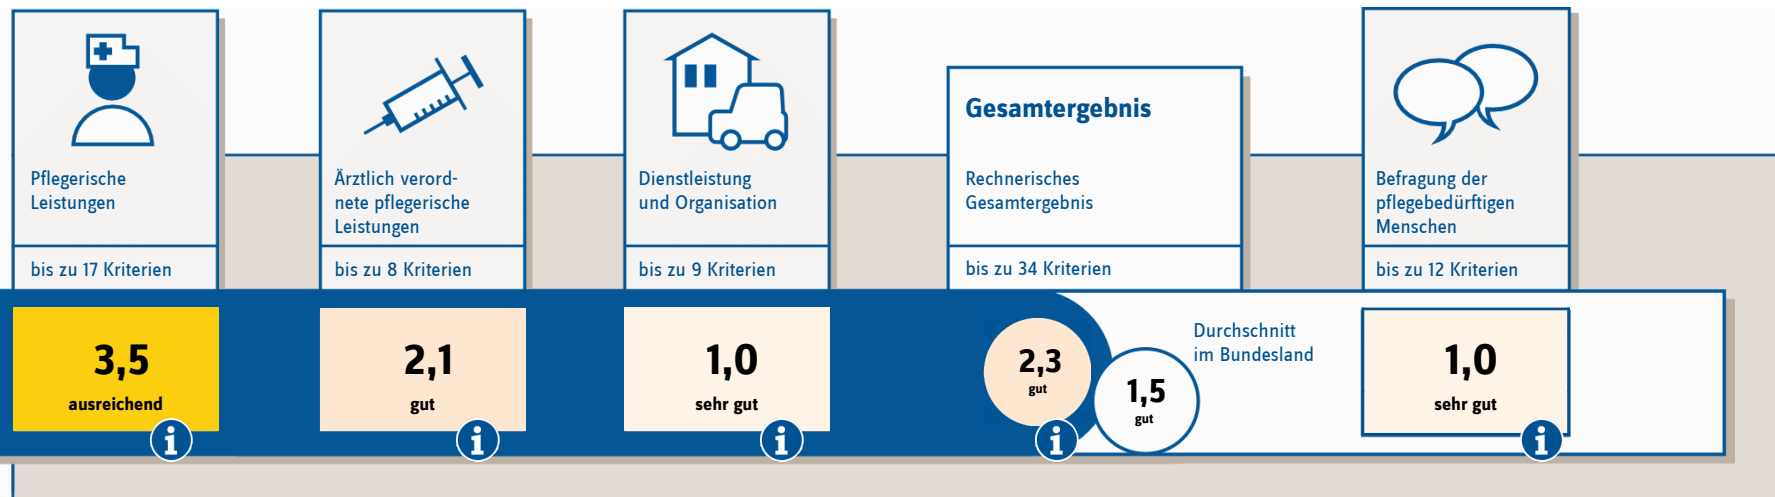 Pflegerische
Leistungen
bis zu 17 Kriterien
3,5
ausreichend
i
Ärztlich verord-
nete pflegerische
Leistungen
bis zu 8 Kriterien
2,1
gut
i
Dienstleistung
und Organisation
bis zu 9 Kriterien
1,0
sehr gut
i
Gesamtergebnis
Rechnerisches
Gesamtergebnis
bis zu 34 Kriterien
2,3
gut
i
1,5
gut
Durchschnitt
im Bundesland
Befragung der
pflegebedürftigen
Menschen
bis zu 12 Kriterien
1,0
sehr gut
i